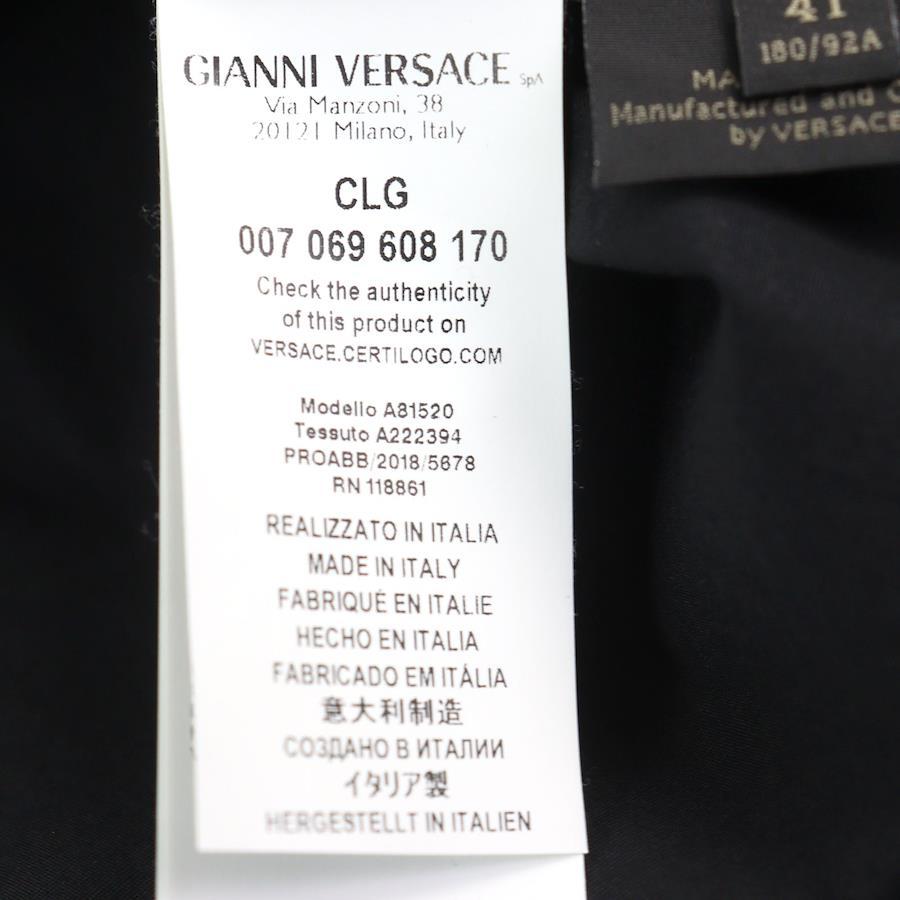 GIANNI VERSACE SpA
Via Manzoni, 38
20121 Milano, Italy
CLG
007 069 608 170
Check the authenticity
of this product on
VERSACE.CERTILOGO.COM
Modello A81520
Tessuto A222394
PROABB/2018/5678
RN 118861
REALIZZATO IN ITALIA
MADE IN ITALY
FABRIQUÉ EN ITALIE
HECHO EN ITALIA
FABRICADO EM ITÁLIA
意大利制造
СОЗДАНО В ИТАЛИИ
イタリア製
HERGESTELLT IN ITALIEN
41
180/92A
Manufactured and
by VERSACE